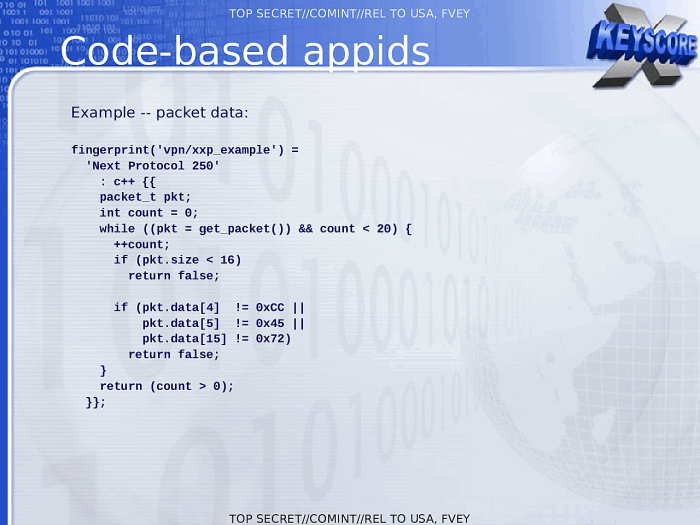 TOP SECRET//COMINT//REL TO USA, FVEY
Code-based appids
X KEYSCORE
Example -- packet data:
fingerprint('vpn/xxp_example') =
  'Next Protocol 250'
    : c++ {{
    packet_t pkt;
    int count = 0;
    while ((pkt = get_packet()) && count < 20) {
      ++count;
      if (pkt.size < 16)
        return false;

      if (pkt.data[4]  != 0xCC ||
          pkt.data[5]  != 0x45 ||
          pkt.data[15] != 0x72)
        return false;
    }
    return (count > 0);
  }};
TOP SECRET//COMINT//REL TO USA, FVEY